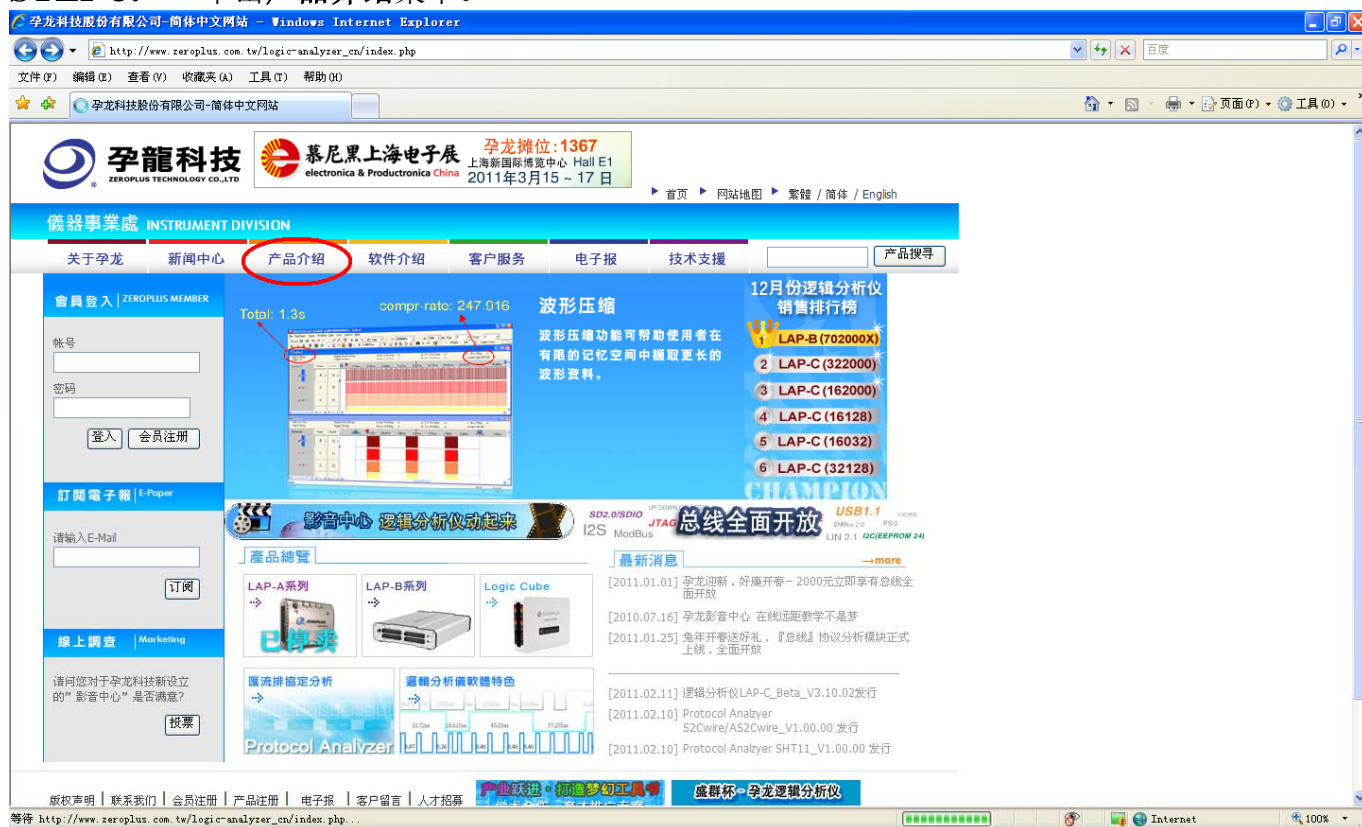 孕龙科技股份有限公司-简体中文网站 - Windows Internet Explorer
http://www.zeroplus.com.tw/logic-analyzer_cn/index.php
百度
文件(F) 编辑(E) 查看(V) 收藏夹(A) 工具(T) 帮助(H)
孕龙科技股份有限公司-简体中文网站
页面(P) 工具(O)
孕龍科技
ZEROPLUS TECHNOLOGY CO.,LTD
慕尼黑上海电子展
electronica & Productronica China
孕龙摊位:1367
上海新国际博览中心 Hall E1
2011年3月15 ~ 17 日
首页 网站地图 繁體 / 简体 / English
儀器事業處 INSTRUMENT DIVISION
关于孕龙 新闻中心 产品介绍 软件介绍 客户服务 电子报 技术支援 产品搜寻
會員登入 ZEROPLUS MEMBER
帐号
密码
登入 会员注册
訂閱電子報 E-Paper
请输入E-Mail
订阅
線上調查 Marketing
请问您对于孕龙科技新设立
的”影音中心”是否满意?
投票
Total: 1.3s
compr-rate: 247.016
波形压缩
波形压缩功能可帮助使用者在
有限的记忆空间中撷取更长的
波形资料。
12月份逻辑分析仪
销售排行榜
1 LAP-B(702000X)
2 LAP-C(322000)
3 LAP-C(162000)
4 LAP-C(16128)
5 LAP-C(16032)
6 LAP-C(32128)
CHAMPION
影音中心 逻辑分析仪动起来
SD2.0/SDIO
I2S ModBus
JTAG
总线全面开放
USB1.1
LIN 2.1 I2C(EEPROM 24)
產品總覽
LAP-A系列
已停卖
LAP-B系列
Logic Cube
匯流排協定分析
Protocol Analyzer
邏輯分析儀軟體特色
最新消息
→more
[2011.01.01] 孕龙迎新．好康开春- 2000元立即享有总线全
面开放
[2010.07.16] 孕龙影音中心 在线远距教学不是梦
[2011.01.25] 兔年开春送好礼．『总线』协议分析模块正式
上线．全面开放
[2011.02.11] 逻辑分析仪LAP-C_Beta_V3.10.02发行
[2011.02.10] Protocol Analzyer
S2Cwire/AS2Cwire_V1.00.00 发行
[2011.02.10] Protocol Analzyer SHT11_V1.00.00 发行
版权声明 | 联系我们 | 会员注册 | 产品注册 | 电子报 | 客户留言 | 人才招募
盛群杯-孕龙逻辑分析仪
等待 http://www.zeroplus.com.tw/logic-analyzer_cn/index.php...
Internet
100%